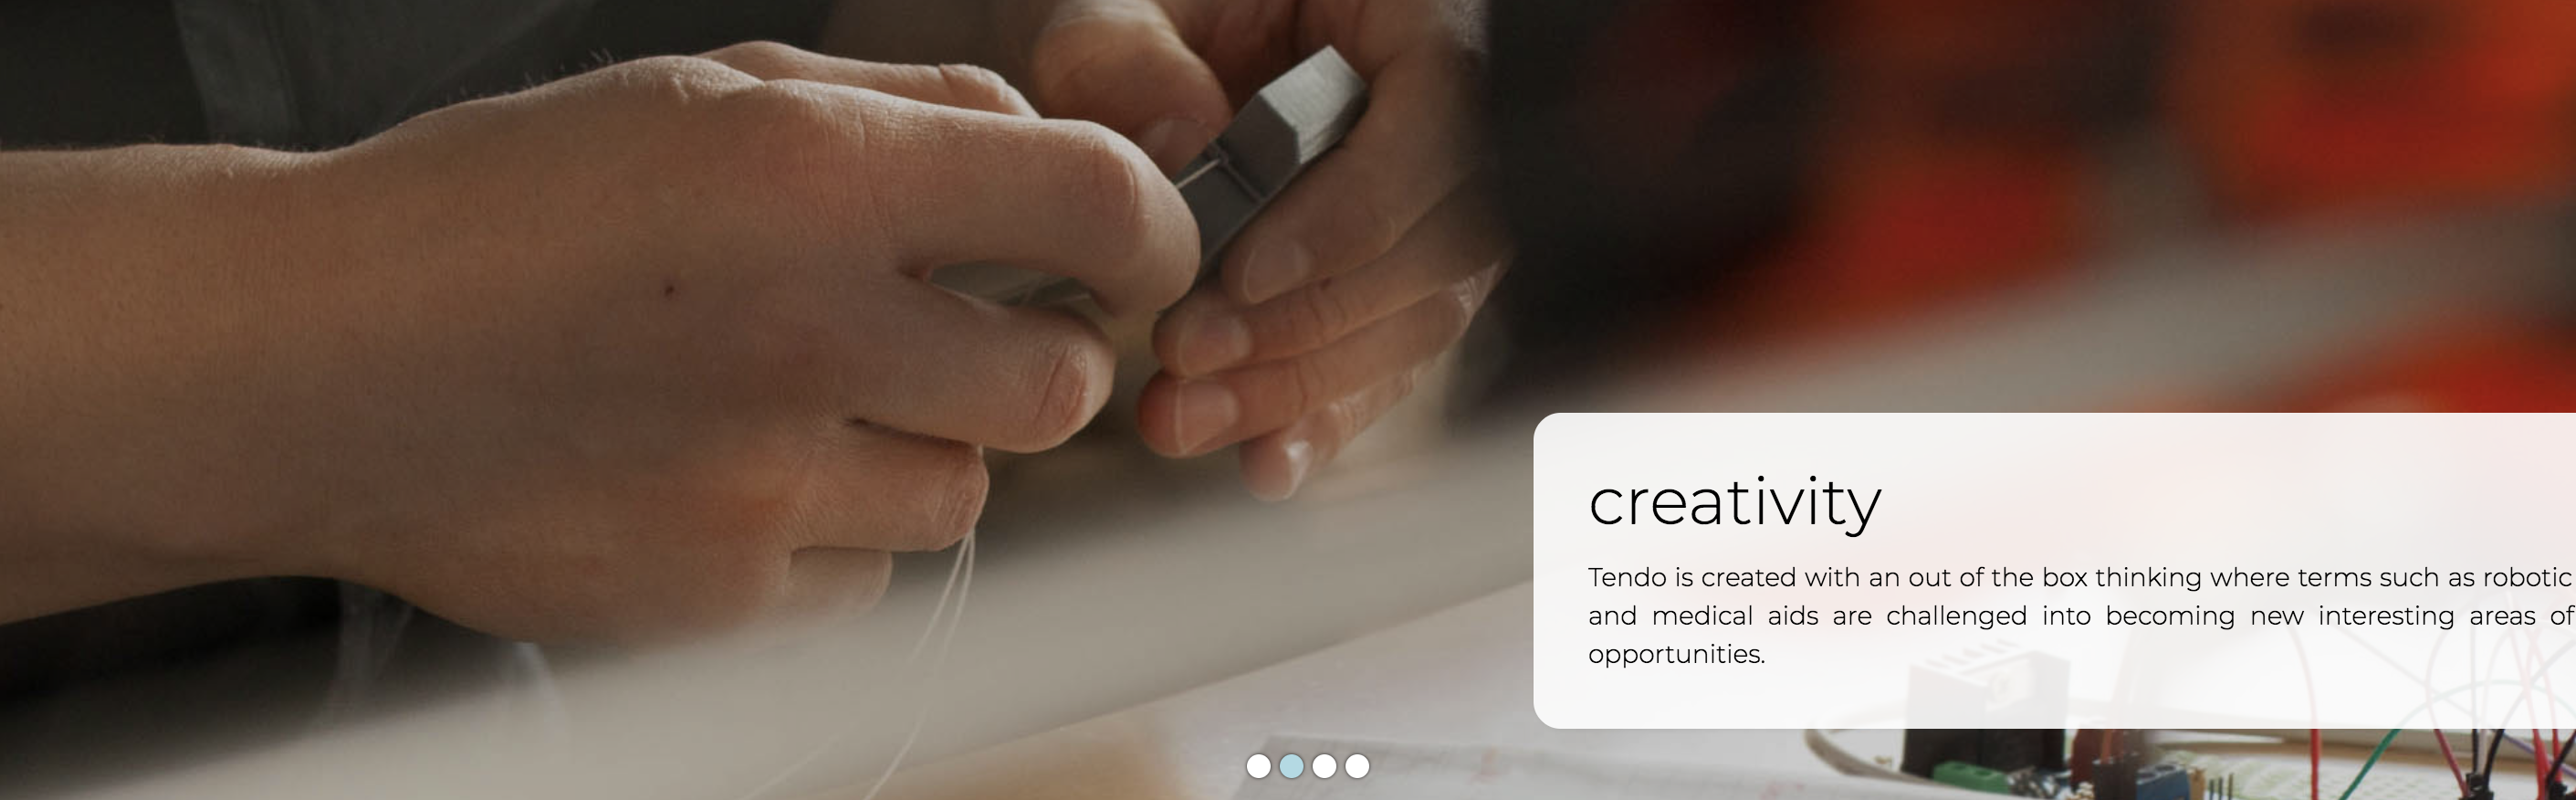 creativity
Tendo is created with an out of the box thinking where terms such as robotic
and medical aids are challenged into becoming new interesting areas of
opportunities.